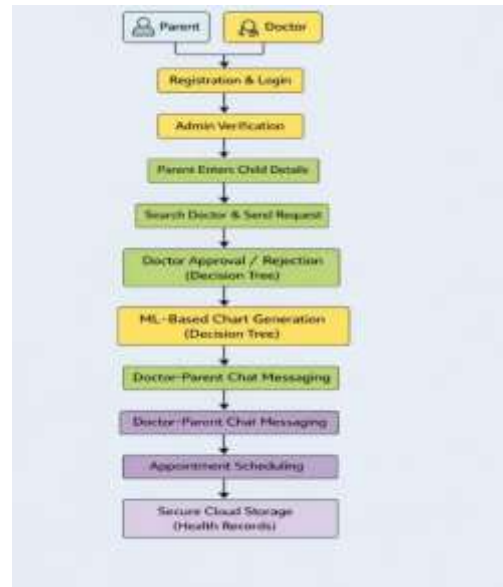 Parent
Doctor
Registration & Login
Admin Verification
Parent Enters Child Details
Search Doctor & Send Request
Doctor Approval / Rejection
(Decision Tree)
ML-Based Chart Generation
(Decision Tree)
Doctor-Parent Chat Messaging
Doctor-Parent Chat Messaging
Appointment Scheduling
Secure Cloud Storage
(Health Records)